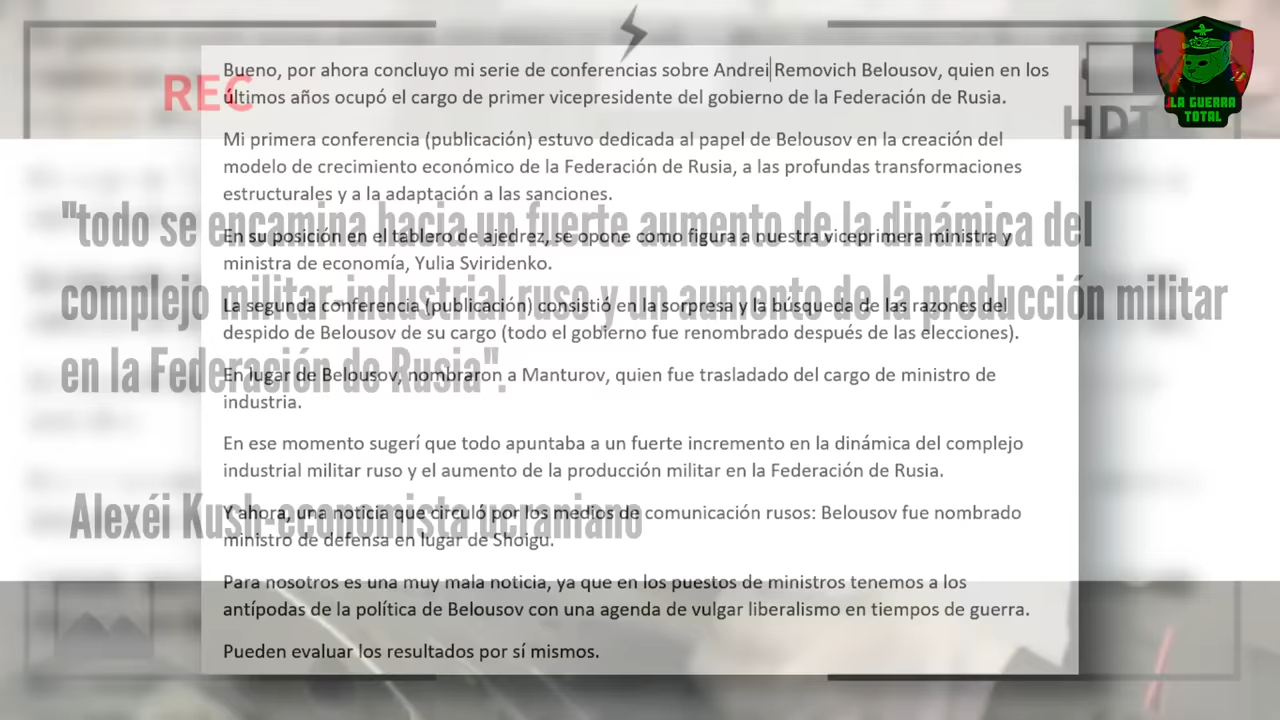 REC
HDT
LA GUERRA
TOTAL
Bueno, por ahora concluyo mi serie de conferencias sobre Andrei Removich Belousov, quien en los
últimos años ocupó el cargo de primer vicepresidente del gobierno de la Federación de Rusia.
Mi primera conferencia (publicación) estuvo dedicada al papel de Belousov en la creación del
modelo de crecimiento económico de la Federación de Rusia, a las profundas transformaciones
estructurales y a la adaptación a las sanciones.
En su posición en el tablero de ajedrez, se opone como figura a nuestra viceprimera ministra y
ministra de economía, Yulia Sviridenko.
La segunda conferencia (publicación) consistió en la sorpresa y la búsqueda de las razones del
despido de Belousov de su cargo (todo el gobierno fue renombrado después de las elecciones).
En lugar de Belousov, nombraron a Manturov, quien fue trasladado del cargo de ministro de
industria.
En ese momento sugerí que todo apuntaba a un fuerte incremento en la dinámica del complejo
industrial militar ruso y el aumento de la producción militar en la Federación de Rusia.
Y ahora, una noticia que circuló por los medios de comunicación rusos: Belousov fue nombrado
ministro de defensa en lugar de Shoigu.
Para nosotros es una muy mala noticia, ya que en los puestos de ministros tenemos a los
antípodas de la política de Belousov con una agenda de vulgar liberalismo en tiempos de guerra.
Pueden evaluar los resultados por sí mismos.
"todo se encamina hacia un fuerte aumento de la dinámica del
complejo militar-industrial ruso y un aumento de la producción militar
en la Federación de Rusia".
Alexéi Kush-economista ucraniano